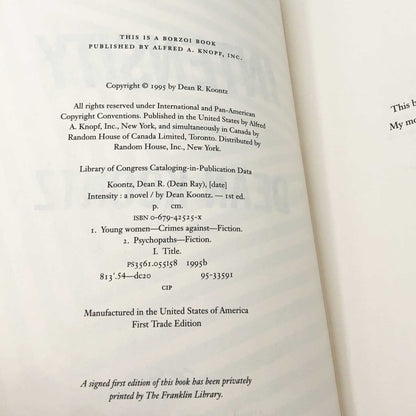 THIS IS A BORZOI BOOK
PUBLISHED BY ALFRED A. KNOPF, INC.
Copyright © 1995 by Dean R. Koontz
All rights reserved under International and Pan-American
Copyright Conventions. Published in the United States by Alfred
A. Knopf, Inc., New York, and simultaneously in Canada by
Random House of Canada Limited, Toronto. Distributed by
Random House, Inc., New York.
Library of Congress Cataloging-in-Publication Data
Koontz, Dean R. (Dean Ray), [date]
Intensity : a novel / by Dean Koontz. — 1st ed.
p. cm.
ISBN 0-679-42525-X
1. Young women—Crimes against—Fiction.
2. Psychopaths—Fiction.
I. Title.
PS3561.O55I58 1995b
813'.54—dc20 95-33591
CIP
Manufactured in the United States of America
First Trade Edition
A signed first edition of this book has been privately
printed by The Franklin Library.
This b
My mo